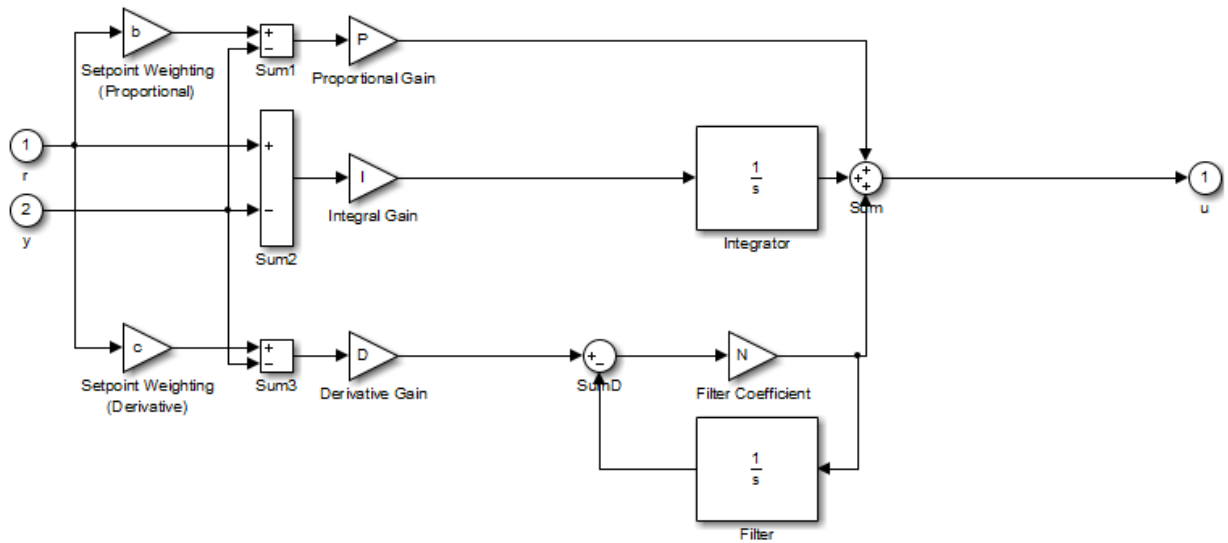 b
+
−
P
Sum1
Setpoint Weighting
(Proportional)
Proportional Gain
1
r
+
I
1
s
+
+
+
1
2
y
−
Integral Gain
Sum
u
Integrator
Sum2
c
+
−
D
+
−
N
Setpoint Weighting
(Derivative)
Sum3
Derivative Gain
SumD
Filter Coefficient
1
s
Filter